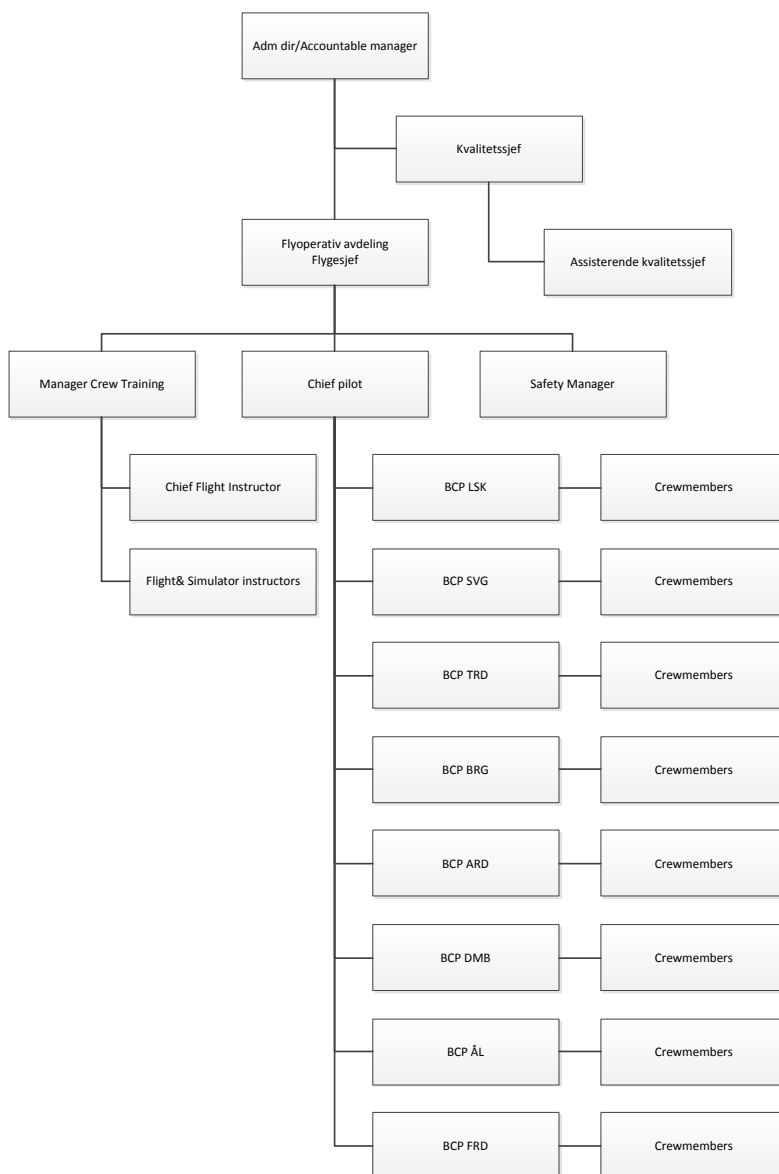 Adm dir/Accountable manager
Kvalitetssjef
Flyoperativ avdeling
Flygesjef
Assisterende kvalitetssjef
Manager Crew Training
Chief pilot
Safety Manager
Chief Flight Instructor
BCP LSK
Crewmembers
Flight& Simulator instructors
BCP SVG
Crewmembers
BCP TRD
Crewmembers
BCP BRG
Crewmembers
BCP ARD
Crewmembers
BCP DMB
Crewmembers
BCP ÅL
Crewmembers
BCP FRD
Crewmembers